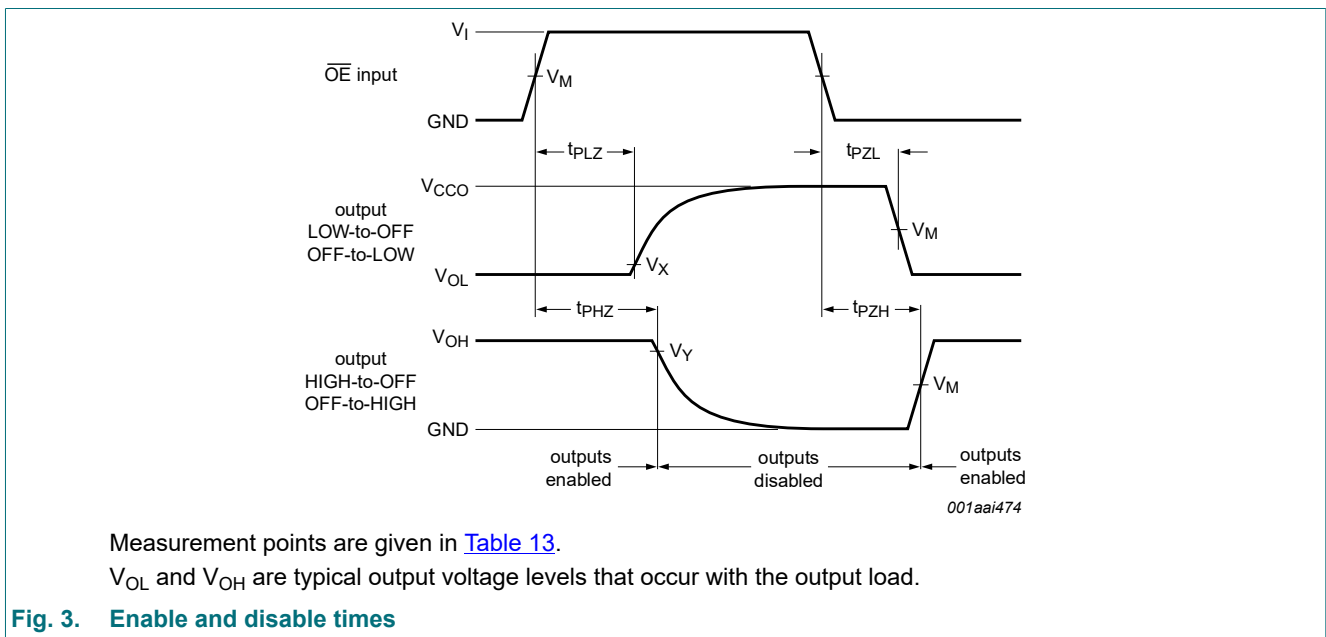 V_I
OE input
V_M
GND
t_PLZ
t_PZL
V_CCO
output
LOW-to-OFF
OFF-to-LOW
V_M
V_X
V_OL
t_PHZ
t_PZH
V_OH
output
HIGH-to-OFF
OFF-to-HIGH
V_Y
V_M
GND
outputs
enabled
outputs
disabled
outputs
enabled
001aai474
Measurement points are given in Table 13.
V_OL and V_OH are typical output voltage levels that occur with the output load.
Fig. 3. Enable and disable times